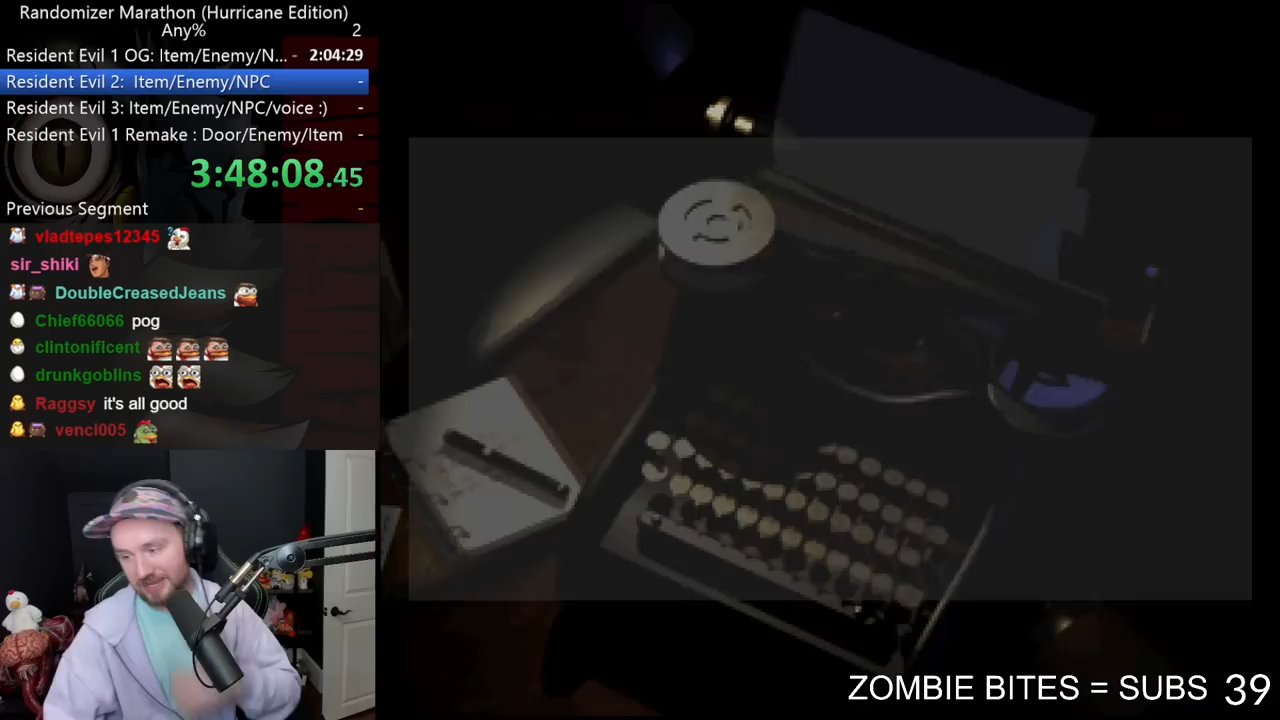 Randomizer Marathon (Hurricane Edition)
Any% 2
Resident Evil 1 OG: Item/Enemy/N... - 2:04:29
Resident Evil 2: Item/Enemy/NPC -
Resident Evil 3: Item/Enemy/NPC/voice :) -
Resident Evil 1 Remake : Door/Enemy/Item -
3:48:08.45
Previous Segment -
vladtepes12345
sir_shiki
DoubleCreasedJeans
Chief66066 pog
clintonificent
drunkgoblins
Raggsy it's all good
venci005
ZOMBIE BITES = SUBS 39